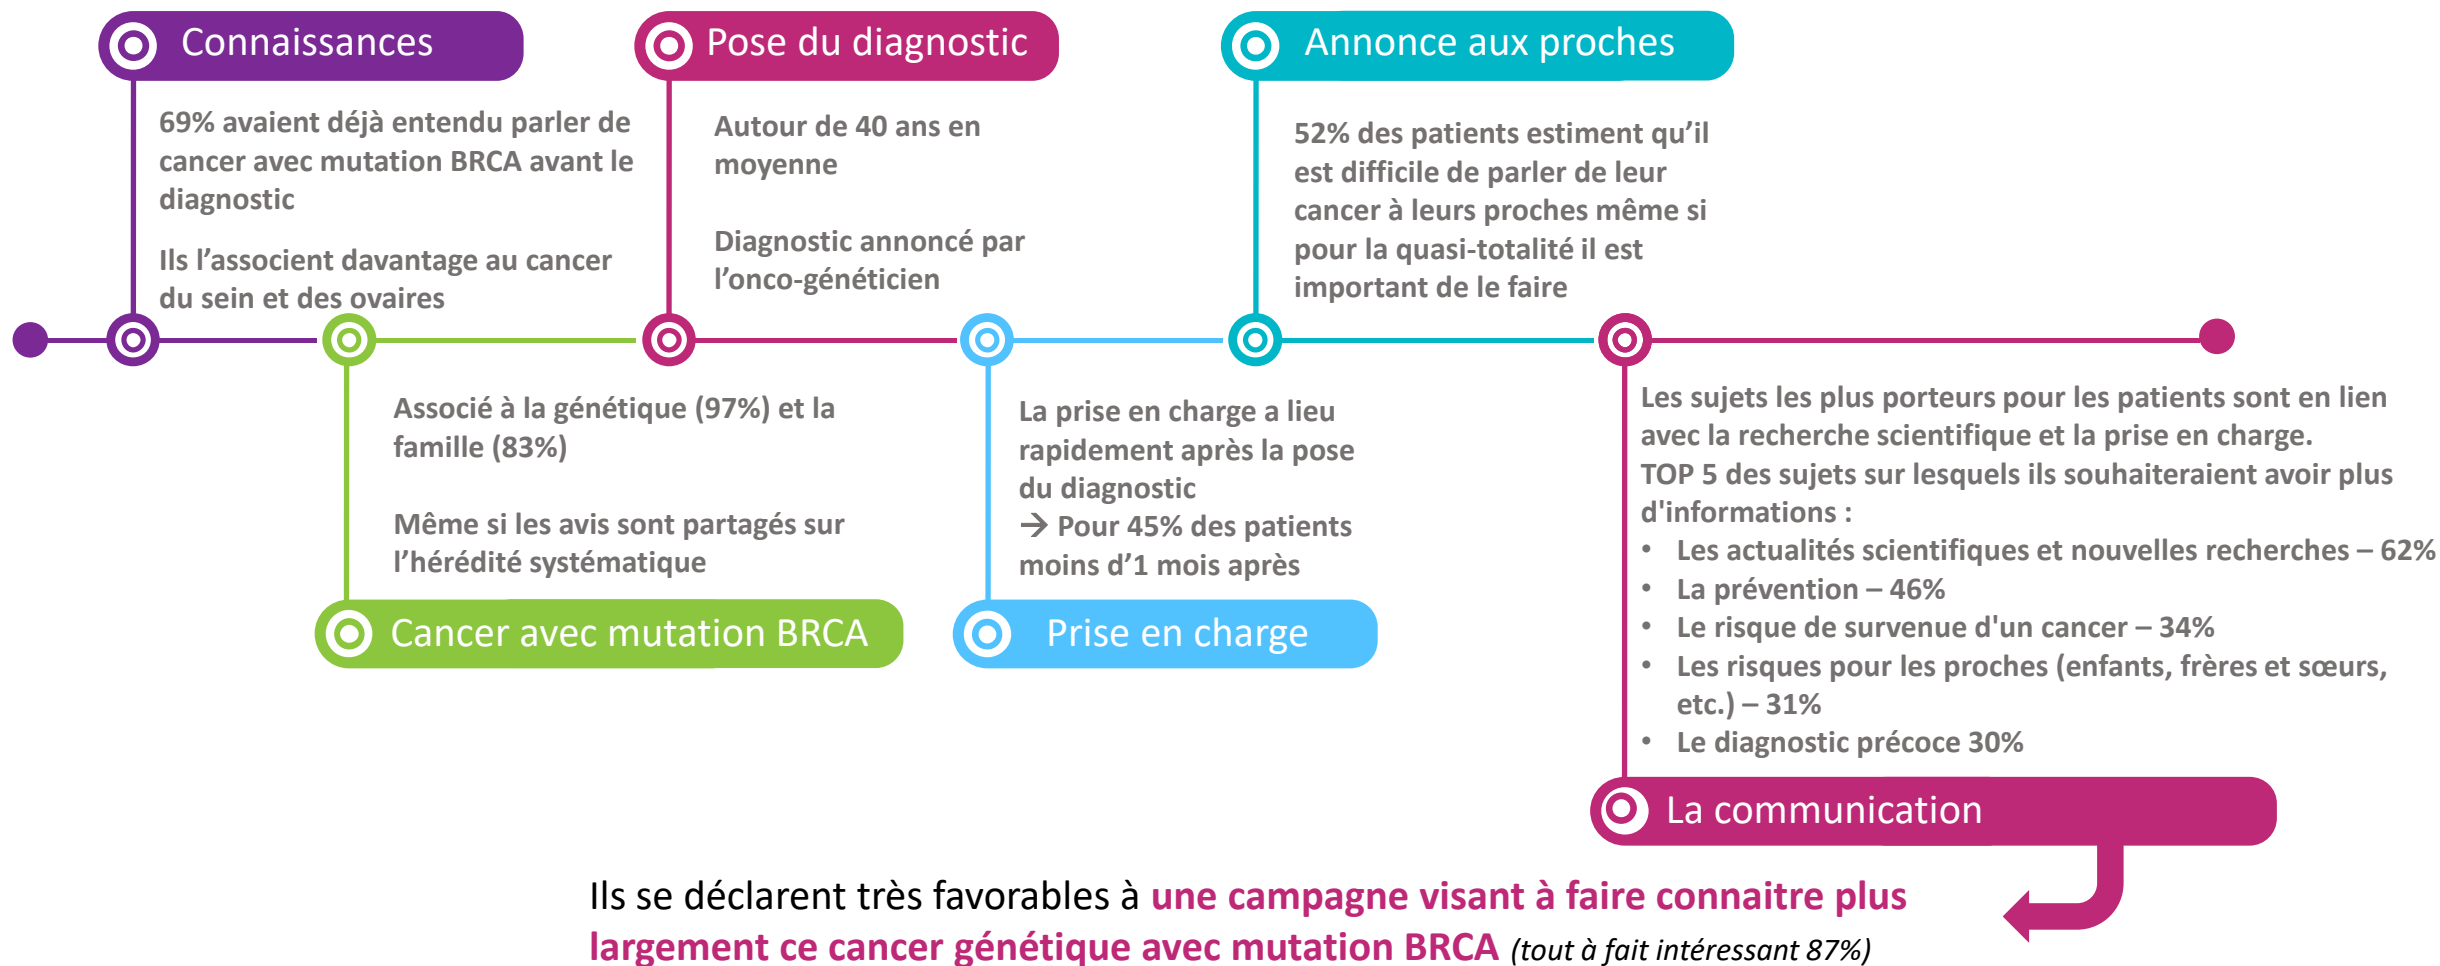 Connaissances
69% avaient déjà entendu parler de
cancer avec mutation BRCA avant le
diagnostic
Ils l’associent davantage au cancer
du sein et des ovaires
Associé à la génétique (97%) et la
famille (83%)
Même si les avis sont partagés sur
l’hérédité systématique
Cancer avec mutation BRCA
Pose du diagnostic
Autour de 40 ans en
moyenne
Diagnostic annoncé par
l’onco-généticien
La prise en charge a lieu
rapidement après la pose
du diagnostic
→ Pour 45% des patients
moins d’1 mois après
Prise en charge
Annonce aux proches
52% des patients estiment qu’il
est difficile de parler de leur
cancer à leurs proches même si
pour la quasi-totalité il est
important de le faire
Les sujets les plus porteurs pour les patients sont en lien
avec la recherche scientifique et la prise en charge.
TOP 5 des sujets sur lesquels ils souhaiteraient avoir plus
d'informations :
• Les actualités scientifiques et nouvelles recherches – 62%
• La prévention – 46%
• Le risque de survenue d'un cancer – 34%
• Les risques pour les proches (enfants, frères et sœurs,
etc.) – 31%
• Le diagnostic précoce 30%
La communication
Ils se déclarent très favorables à une campagne visant à faire connaitre plus
largement ce cancer génétique avec mutation BRCA (tout à fait intéressant 87%)